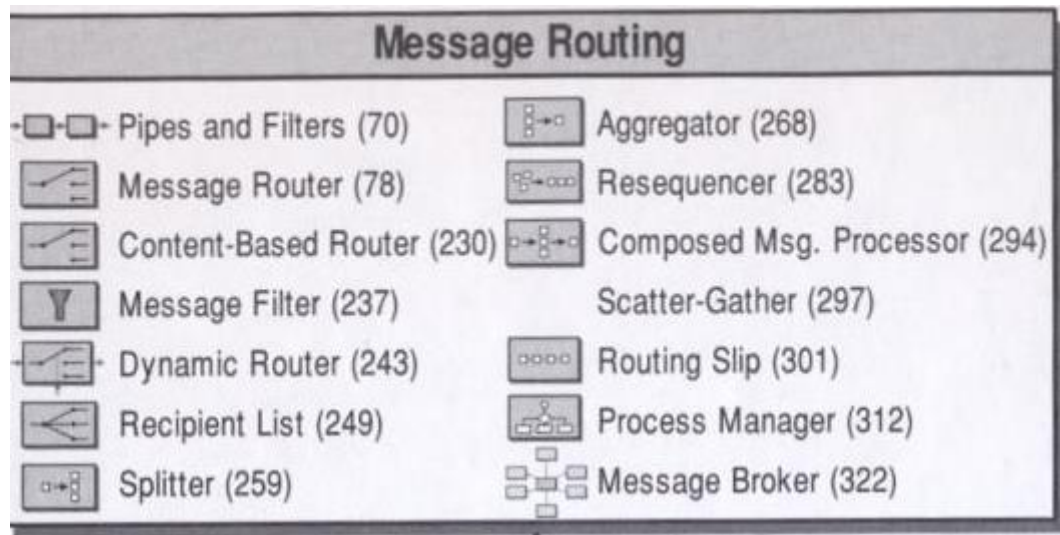 Message Routing
Pipes and Filters (70)
Message Router (78)
Content-Based Router (230)
Message Filter (237)
Dynamic Router (243)
Recipient List (249)
Splitter (259)
Aggregator (268)
Resequencer (283)
Composed Msg. Processor (294)
Scatter-Gather (297)
Routing Slip (301)
Process Manager (312)
Message Broker (322)